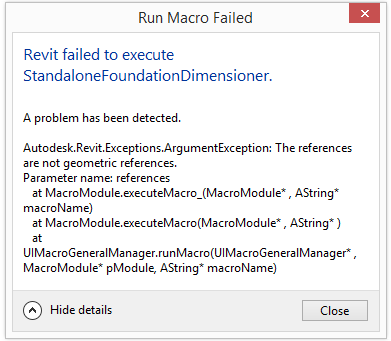 Run Macro Failed
Revit failed to execute
StandaloneFoundationDimensioner.
A problem has been detected.
Autodesk.Revit.Exceptions.ArgumentException: The references
are not geometric references.
Parameter name: references
at MacroModule.executeMacro_(MacroModule* , AString*
macroName)
at MacroModule.executeMacro(MacroModule* , AString* )
at
UIMacroGeneralManager.runMacro(UIMacroGeneralManager* ,
MacroModule* pModule, AString* macroName)
Hide details
Close